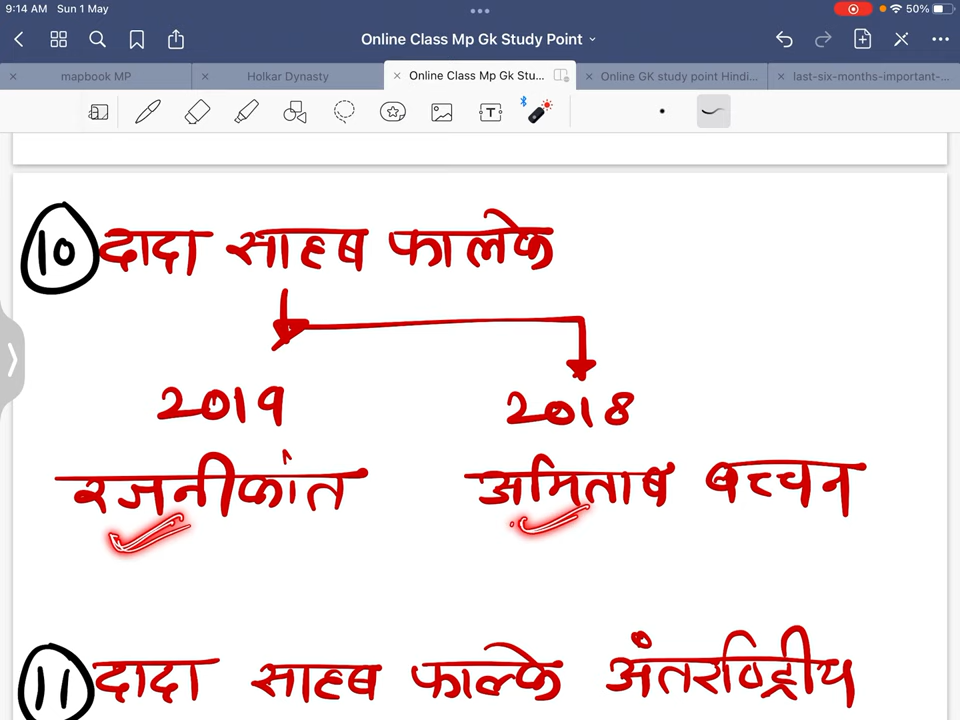 9:14 AM Sun 1 May
50%
Online Class Mp Gk Study Point
mapbook MP
Holkar Dynasty
Online Class Mp Gk Stu...
Online GK study point Hindi...
last-six-months-important-...
10 दादा साहब फालके
2019 2018
रजनीकांत अमिताब बच्चन
11 दादा साहब फाल्के अंतर्राष्ट्रीय